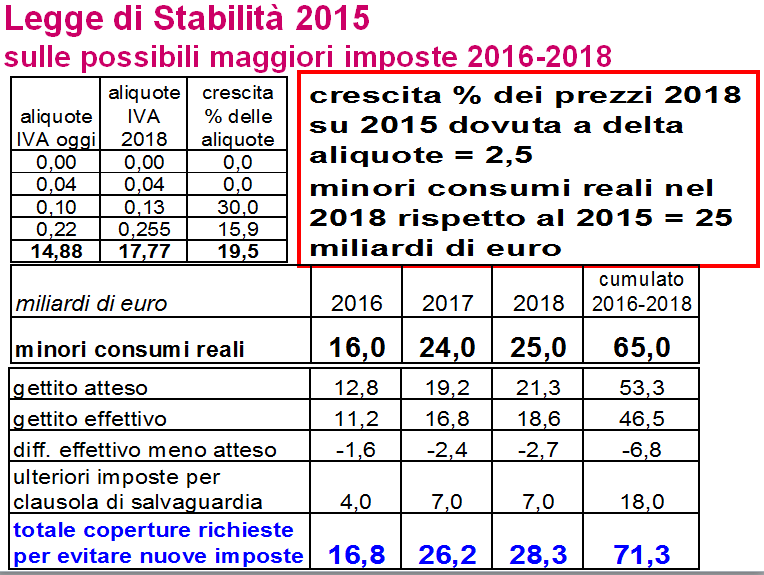 Legge di Stabilità 2015
sulle possibili maggiori imposte 2016-2018
aliquote IVA oggi | aliquote IVA 2018 | crescita % delle aliquote
0,00 | 0,00 | 0,0
0,04 | 0,04 | 0,0
0,10 | 0,13 | 30,0
0,22 | 0,255 | 15,9
14,88 | 17,77 | 19,5
crescita % dei prezzi 2018
su 2015 dovuta a delta
aliquote = 2,5
minori consumi reali nel
2018 rispetto al 2015 = 25
miliardi di euro
miliardi di euro | 2016 | 2017 | 2018 | cumulato 2016-2018
minori consumi reali | 16,0 | 24,0 | 25,0 | 65,0
gettito atteso | 12,8 | 19,2 | 21,3 | 53,3
gettito effettivo | 11,2 | 16,8 | 18,6 | 46,5
diff. effettivo meno atteso | -1,6 | -2,4 | -2,7 | -6,8
ulteriori imposte per
clausola di salvaguardia | 4,0 | 7,0 | 7,0 | 18,0
totale coperture richieste
per evitare nuove imposte | 16,8 | 26,2 | 28,3 | 71,3